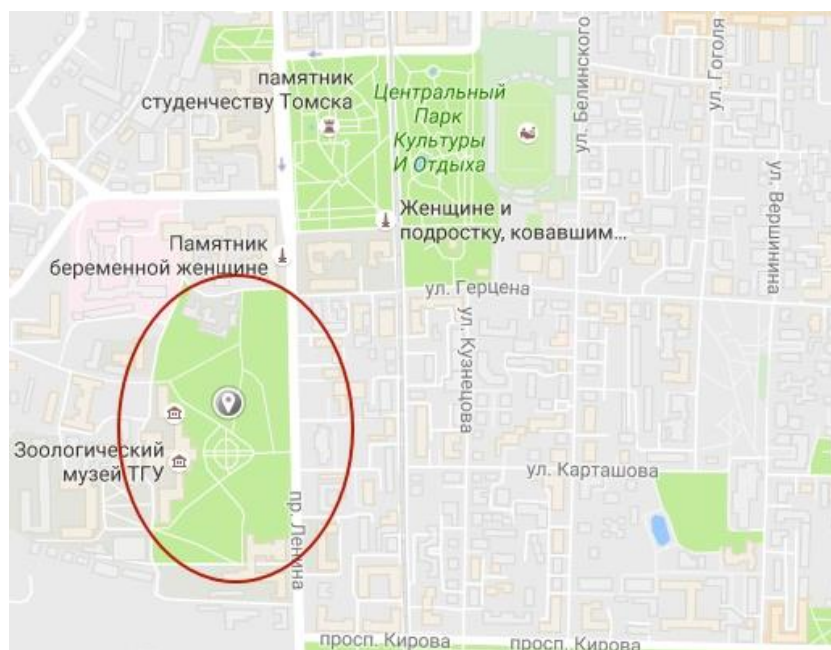 памятник
студенчеству Томска
Центральный
Парк
Культуры
И Отдыха
ул. Белинского
ул. Гоголя
ул. Вершинина
Женщине и
подростку, ковавшим...
Памятник
беременной женщине
ул. Герцена
ул. Кузнецова
Зоологический
музей ТГУ
ул. Карташова
пр. Ленина
просп. Кирова
просп. Кирова